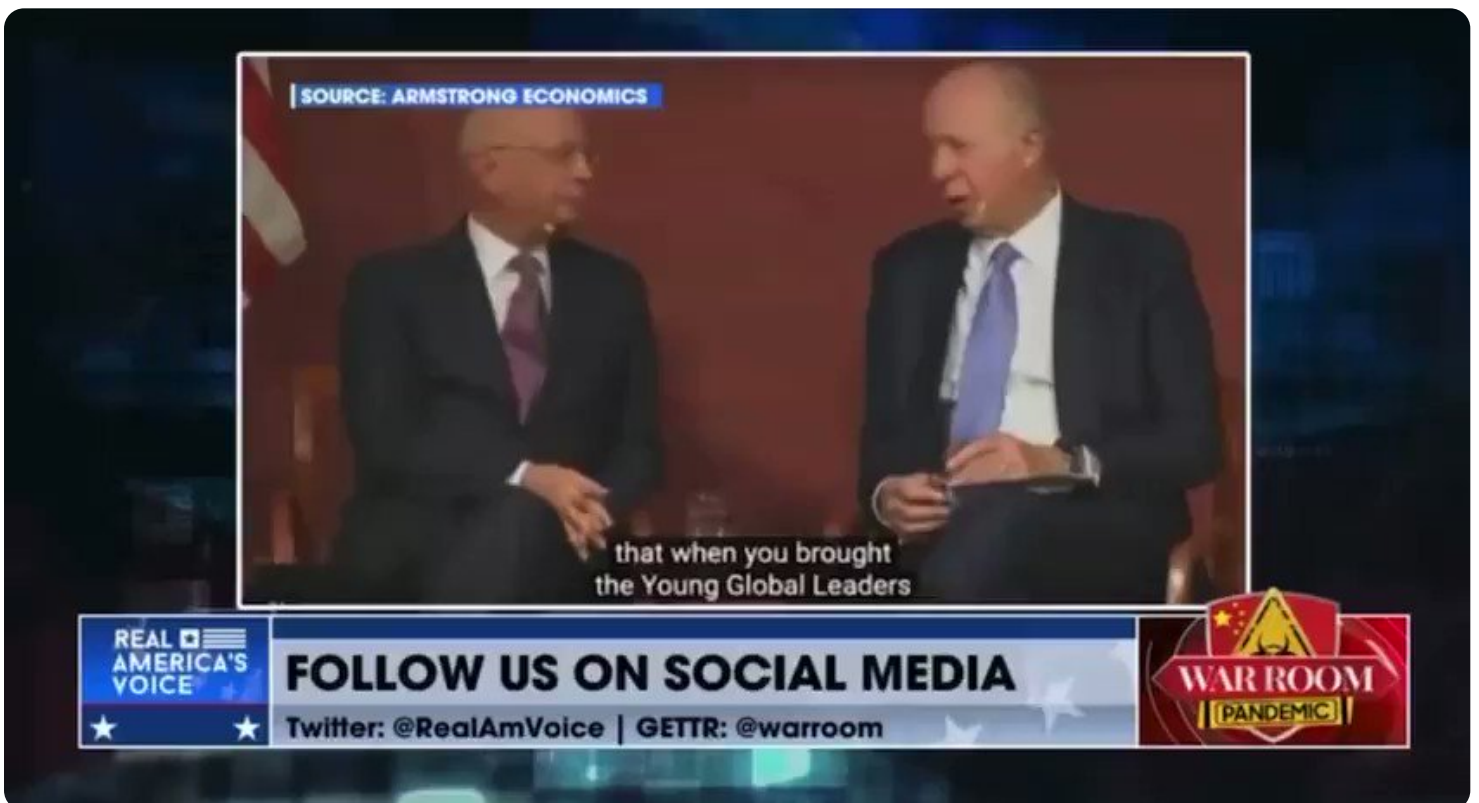 SOURCE: ARMSTRONG ECONOMICS
that when you brought
the Young Global Leaders
REAL
AMERICA'S
VOICE
FOLLOW US ON SOCIAL MEDIA
Twitter: @RealAmVoice | GETTR: @warroom
WAR ROOM
PANDEMIC